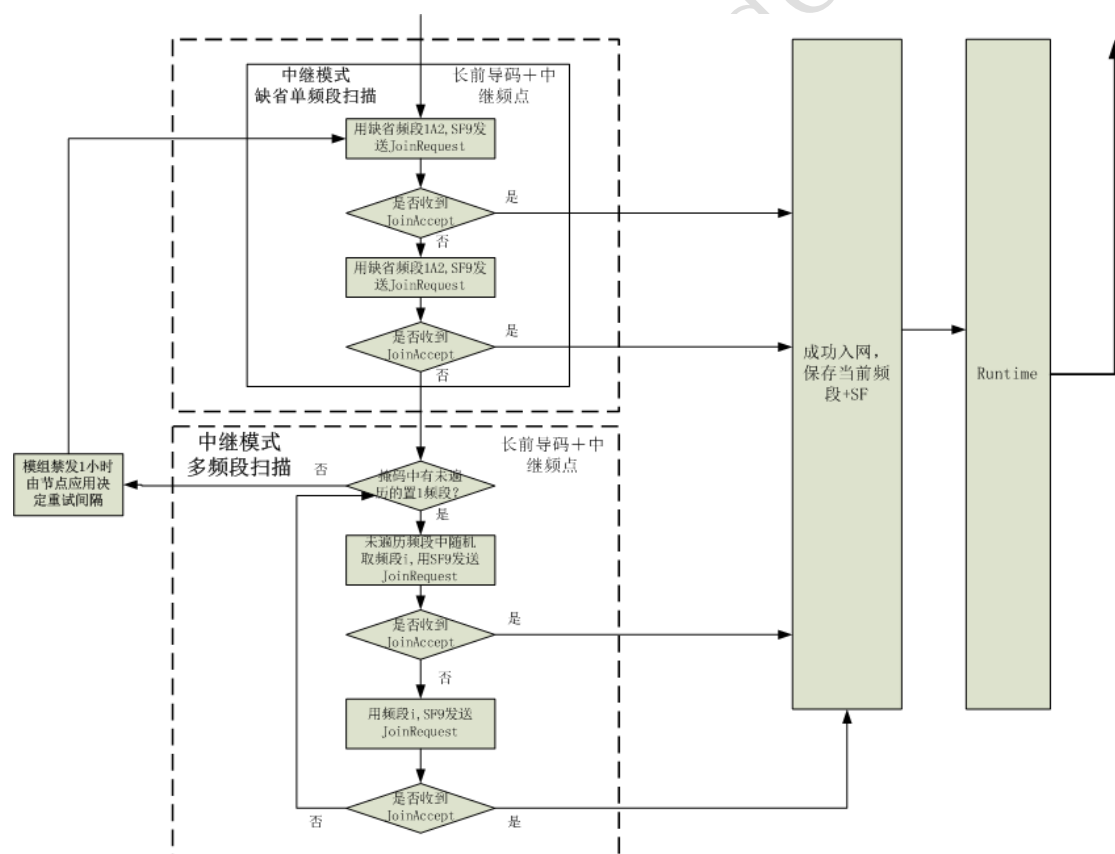 中继模式
缺省单频段扫描
长前导码＋中
继频点
用缺省频段1A2,SF9发
送JoinRequest
是否收到
JoinAccept
是
否
用缺省频段1A2,SF9发
送JoinRequest
是否收到
JoinAccept
是
否
成功入网，
保存当前频
段+SF
Runtime
中继模式
多频段扫描
长前导码＋中
继频点
模组禁发1小时
由节点应用决
定重试间隔
否
掩码中有未遍
历的置1频段？
是
未遍历频段中随机
取频段i,用SF9发送
JoinRequest
是否收到
JoinAccept
是
否
用频段i,SF9发送
JoinRequest
是否收到
JoinAccept
否
是